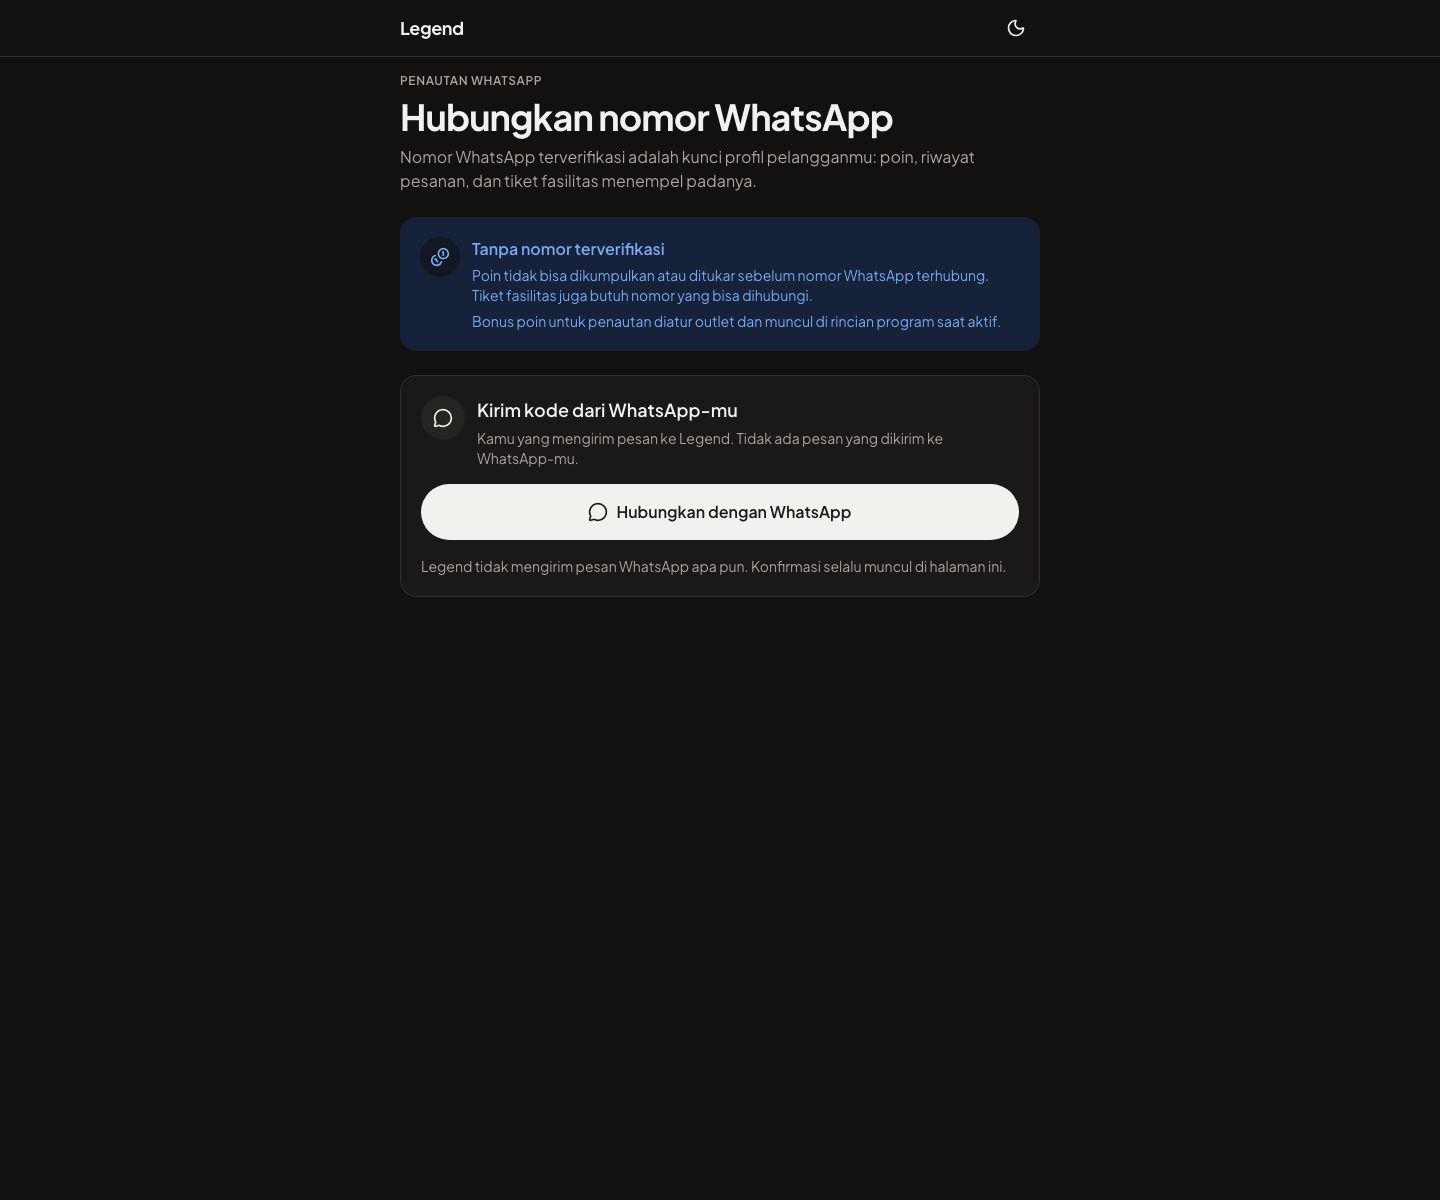 Legend
PENAUTAN WHATSAPP
Hubungkan nomor WhatsApp
Nomor WhatsApp terverifikasi adalah kunci profil pelangganmu: poin, riwayat
pesanan, dan tiket fasilitas menempel padanya.
Tanpa nomor terverifikasi
Poin tidak bisa dikumpulkan atau ditukar sebelum nomor WhatsApp terhubung.
Tiket fasilitas juga butuh nomor yang bisa dihubungi.
Bonus poin untuk penautan diatur outlet dan muncul di rincian program saat aktif.
Kirim kode dari WhatsApp-mu
Kamu yang mengirim pesan ke Legend. Tidak ada pesan yang dikirim ke
WhatsApp-mu.
Hubungkan dengan WhatsApp
Legend tidak mengirim pesan WhatsApp apa pun. Konfirmasi selalu muncul di halaman ini.